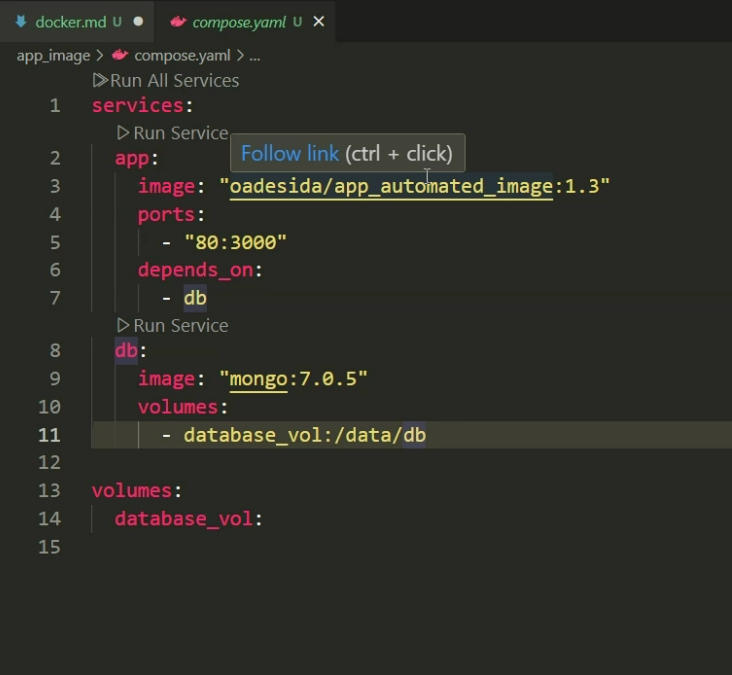 docker.md U ●
compose.yaml U ✕
app_image > compose.yaml > ...
Run All Services
1 services:
Run Service
Follow link (ctrl + click)
2   app:
3     image: "oadesida/app_automated_image:1.3"
4     ports:
5       - "80:3000"
6     depends_on:
7       - db
Run Service
8   db:
9     image: "mongo:7.0.5"
10     volumes:
11       - database_vol:/data/db
12
13 volumes:
14   database_vol:
15